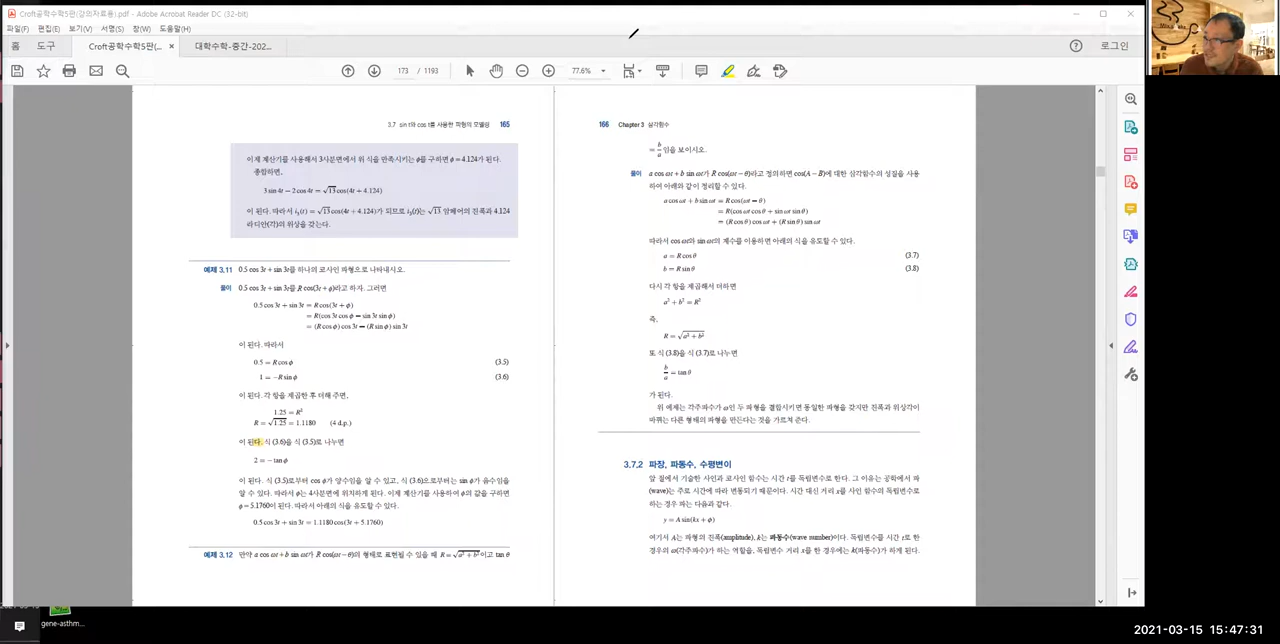 Croft공학수학5판(강의자료용).pdf - Adobe Acrobat Reader DC (32-bit)
파일(F) 편집(E) 보기(V) 서명(S) 창(W) 도움말(H)
홈 도구 Croft공학수학5판(... × 대학수학-중간-202... 로그인
173 / 1193 77.6%
3.7 sin t와 cos t를 사용한 파형의 모델링 165
이제 계산기를 사용해서 3사분면에서 위 식을 만족시키는 ϕ를 구하면 ϕ = 4.124가 된다.
종합하면,
3 sin 4t − 2 cos 4t = √13 cos(4t + 4.124)
이 된다. 따라서 i₃(t) = √13 cos(4t + 4.124)가 되므로 i₃(t)는 √13 암페어의 진폭과 4.124
라디안(의 위상을 갖는다.
예제 3.11 0.5 cos 3t + sin 3t를 하나의 코사인 파형으로 나타내시오.
풀이 0.5 cos 3t + sin 3t를 R cos(3t + ϕ)라고 하자. 그러면
0.5 cos 3t + sin 3t = R cos(3t + ϕ)
= R(cos 3t cos ϕ − sin 3t sin ϕ)
= (R cos ϕ) cos 3t − (R sin ϕ) sin 3t
이 된다. 따라서
0.5 = R cos ϕ (3.5)
1 = −R sin ϕ (3.6)
이 된다. 각 항을 제곱한 후 더해 주면,
1.25 = R²
R = √1.25 = 1.1180 (4 d.p.)
이 된다. 식 (3.6)을 식 (3.5)로 나누면
2 = −tan ϕ
이 된다. 식 (3.5)로부터 cos ϕ가 양수임을 알 수 있고, 식 (3.6)으로부터는 sin ϕ가 음수임을
알 수 있다. 따라서 ϕ는 4사분면에 위치하게 된다. 이제 계산기를 사용하여 ϕ의 값을 구하면
ϕ = 5.1760이 된다. 따라서 아래의 식을 유도할 수 있다.
0.5 cos 3t + sin 3t = 1.1180 cos(3t + 5.1760)
예제 3.12 만약 a cos ωt + b sin ωt가 R cos(ωt − θ)의 형태로 표현될 수 있을 때 R = √a² + b²이고 tan θ
166 Chapter 3 삼각함수
= b/a 임을 보이시오.
풀이 a cos ωt + b sin ωt가 R cos(ωt − θ)라고 정의하면 cos(A − B)에 대한 삼각함수의 성질을 사용
하여 아래와 같이 정리할 수 있다.
a cos ωt + b sin ωt = R cos(ωt − θ)
= R(cos ωt cos θ + sin ωt sin θ)
= (R cos θ) cos ωt + (R sin θ) sin ωt
따라서 cos ωt와 sin ωt의 계수를 이용하면 아래의 식을 유도할 수 있다.
a = R cos θ (3.7)
b = R sin θ (3.8)
다시 각 항을 제곱해서 더하면
a² + b² = R²
즉,
R = √a² + b²
또 식 (3.8)을 식 (3.7)로 나누면
b/a = tan θ
가 된다.
위 예제는 각주파수가 ω인 두 파형을 결합시키면 동일한 파형을 갖지만 진폭과 위상각이
바뀌는 다른 형태의 파형을 만든다는 것을 가르쳐 준다.
3.7.2 파장, 파동수, 수평변이
앞 절에서 기술한 사인과 코사인 함수는 시간 t를 독립변수로 한다. 그 이유는 공학에서 파
(wave)는 주로 시간에 따라 변동되기 때문이다. 시간 대신 거리 x를 사인 함수의 독립변수로
하는 경우 파는 다음과 같다.
y = A sin(kx + ϕ)
여기서 A는 파형의 진폭(amplitude), k는 파동수(wave number)이다. 독립변수를 시간 t로 한
경우의 ω(각주파수)가 하는 역할을, 독립변수 거리 x를 한 경우에는 k(파동수)가 하게 된다.
gene-asthm...
2021-03-15 15:47:31